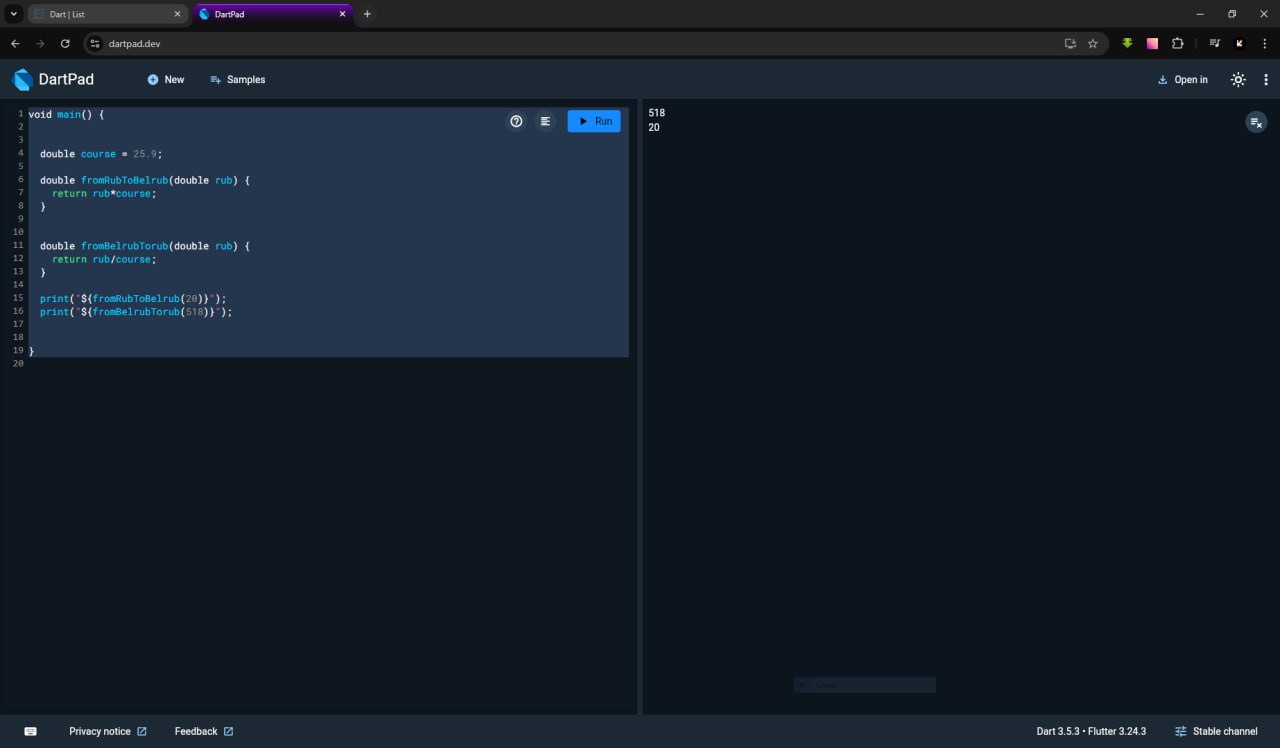 Dart | List
DartPad
dartpad.dev
DartPad
New
Samples
Open in
1 void main() {
2
3
4 double course = 25.9;
5
6 double fromRubToBelrub(double rub) {
7 return rub*course;
8 }
9
10
11 double fromBelrubTorub(double rub) {
12 return rub/course;
13 }
14
15 print("${fromRubToBelrub(20)}");
16 print("${fromBelrubTorub(518)}");
17
18
19 }
20
Run
518
20
Privacy notice
Feedback
Dart 3.5.3 • Flutter 3.24.3
Stable channel